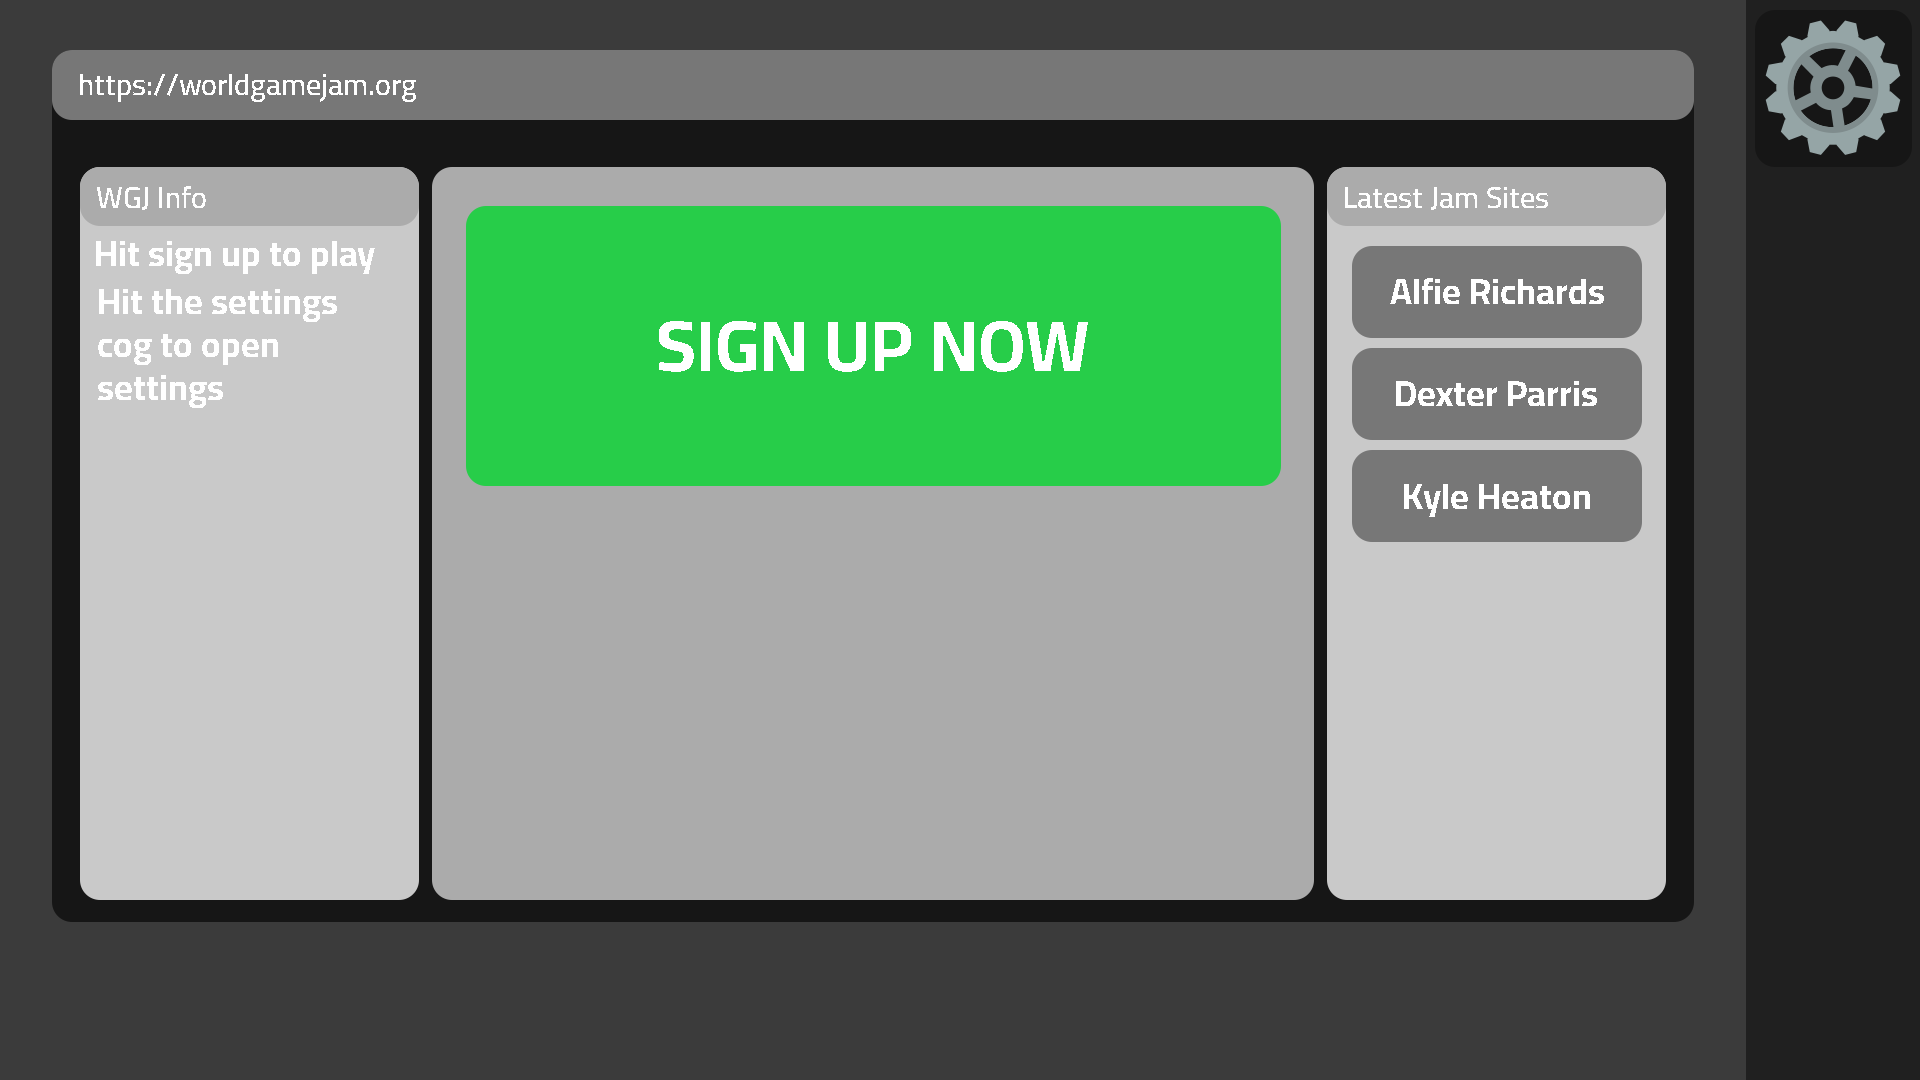 https://worldgamejam.org
WGJ Info
Hit sign up to play
Hit the settings
cog to open
settings
SIGN UP NOW
Latest Jam Sites
Alfie Richards
Dexter Parris
Kyle Heaton